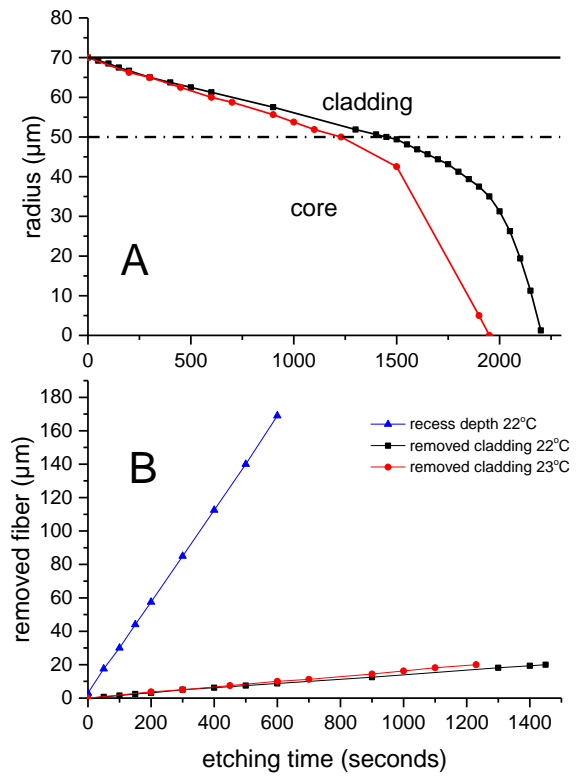 70
60
50
40
30
20
10
0
radius (µm)
cladding
core
A
0 500 1000 1500 2000
180
160
140
120
100
80
60
40
20
0
removed fiber (µm)
B
recess depth 22°C
removed cladding 22°C
removed cladding 23°C
0 200 400 600 800 1000 1200 1400
etching time (seconds)